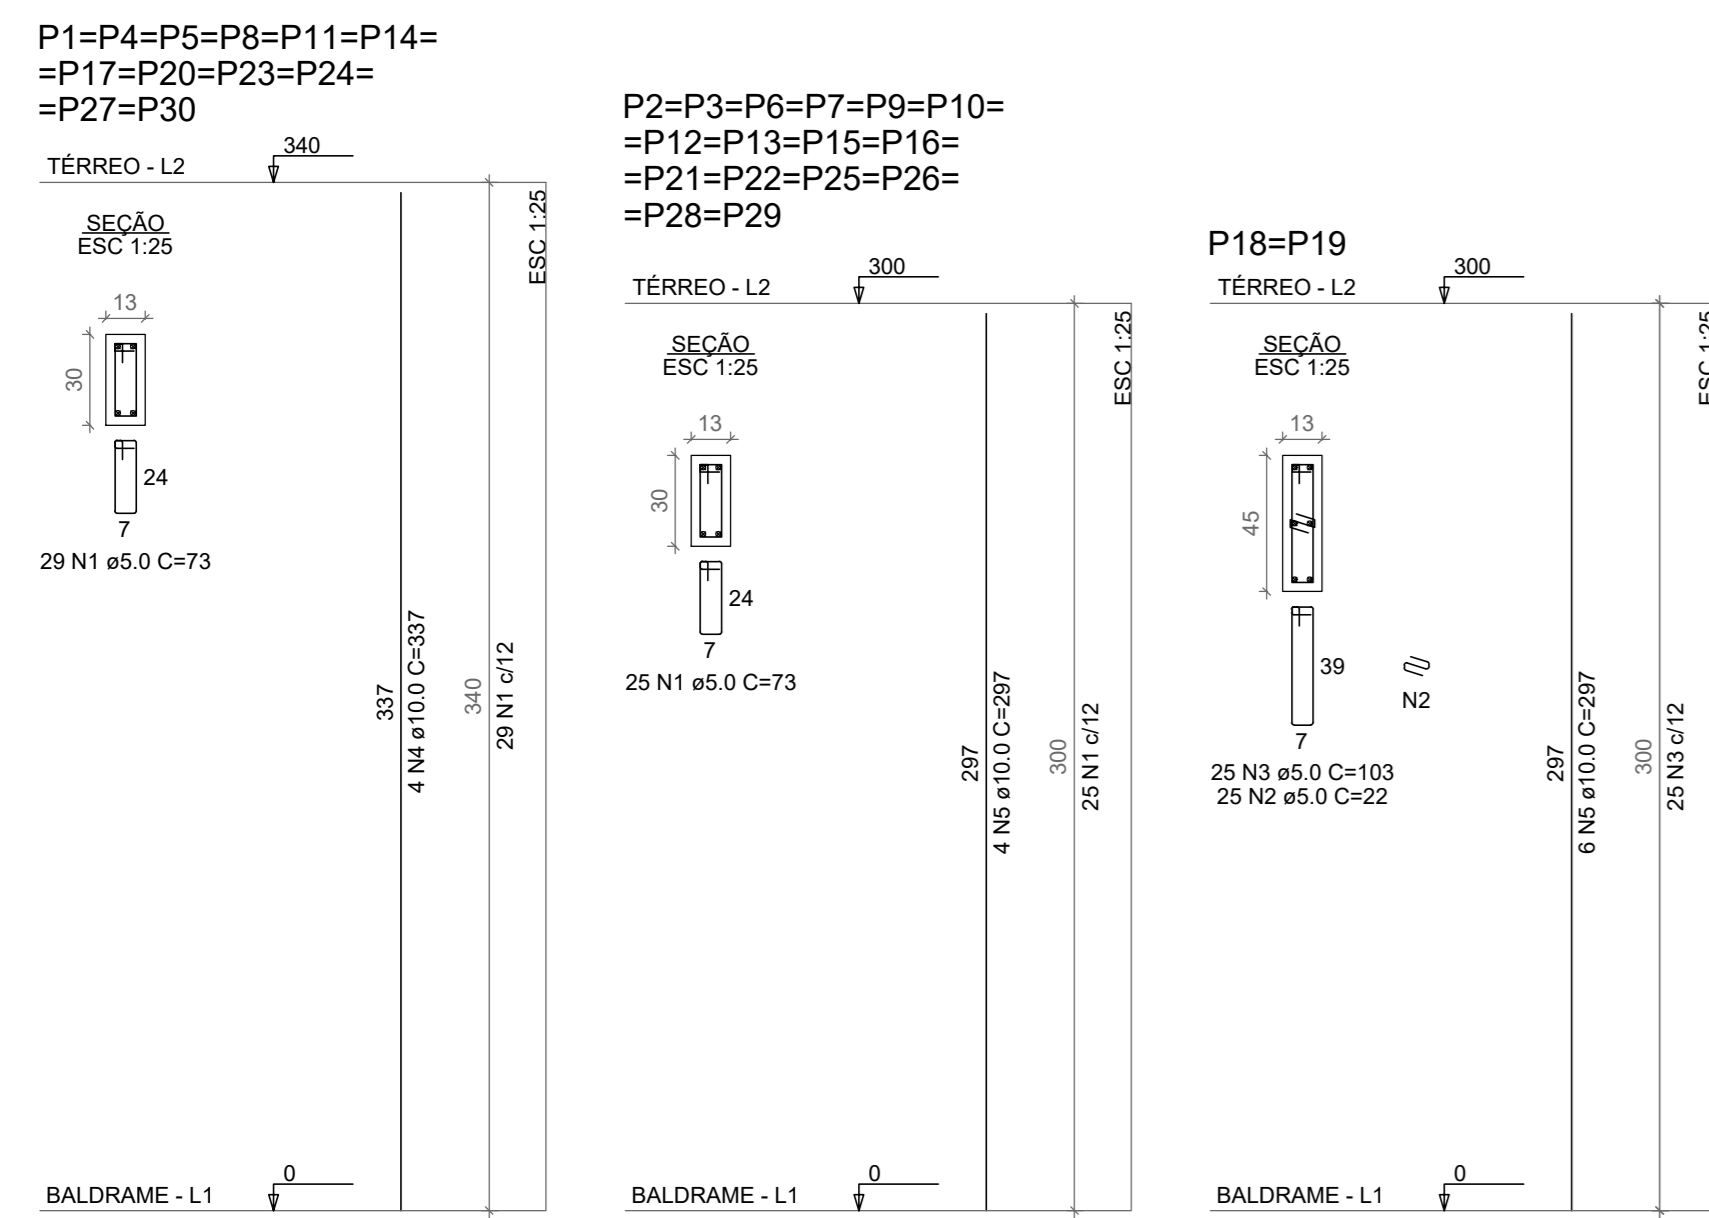 P1=P4=P5=P8=P11=P14=
=P17=P20=P23=P24=
=P27=P30
TÉRREO - L2
340
SEÇÃO
ESC 1:25
ESC 1:25
13
30
24
7
29 N1 ø5.0 C=73
337
4 N4 ø10.0 C=337
340
29 N1 c/12
BALDRAME - L1
0
P2=P3=P6=P7=P9=P10=
=P12=P13=P15=P16=
=P21=P22=P25=P26=
=P28=P29
TÉRREO - L2
300
SEÇÃO
ESC 1:25
ESC 1:25
13
30
24
7
25 N1 ø5.0 C=73
297
4 N5 ø10.0 C=297
300
25 N1 c/12
BALDRAME - L1
0
P18=P19
TÉRREO - L2
300
SEÇÃO
ESC 1:25
ESC 1:25
13
45
39
7
N2
25 N3 ø5.0 C=103
25 N2 ø5.0 C=22
297
6 N5 ø10.0 C=297
300
25 N3 c/12
BALDRAME - L1
0